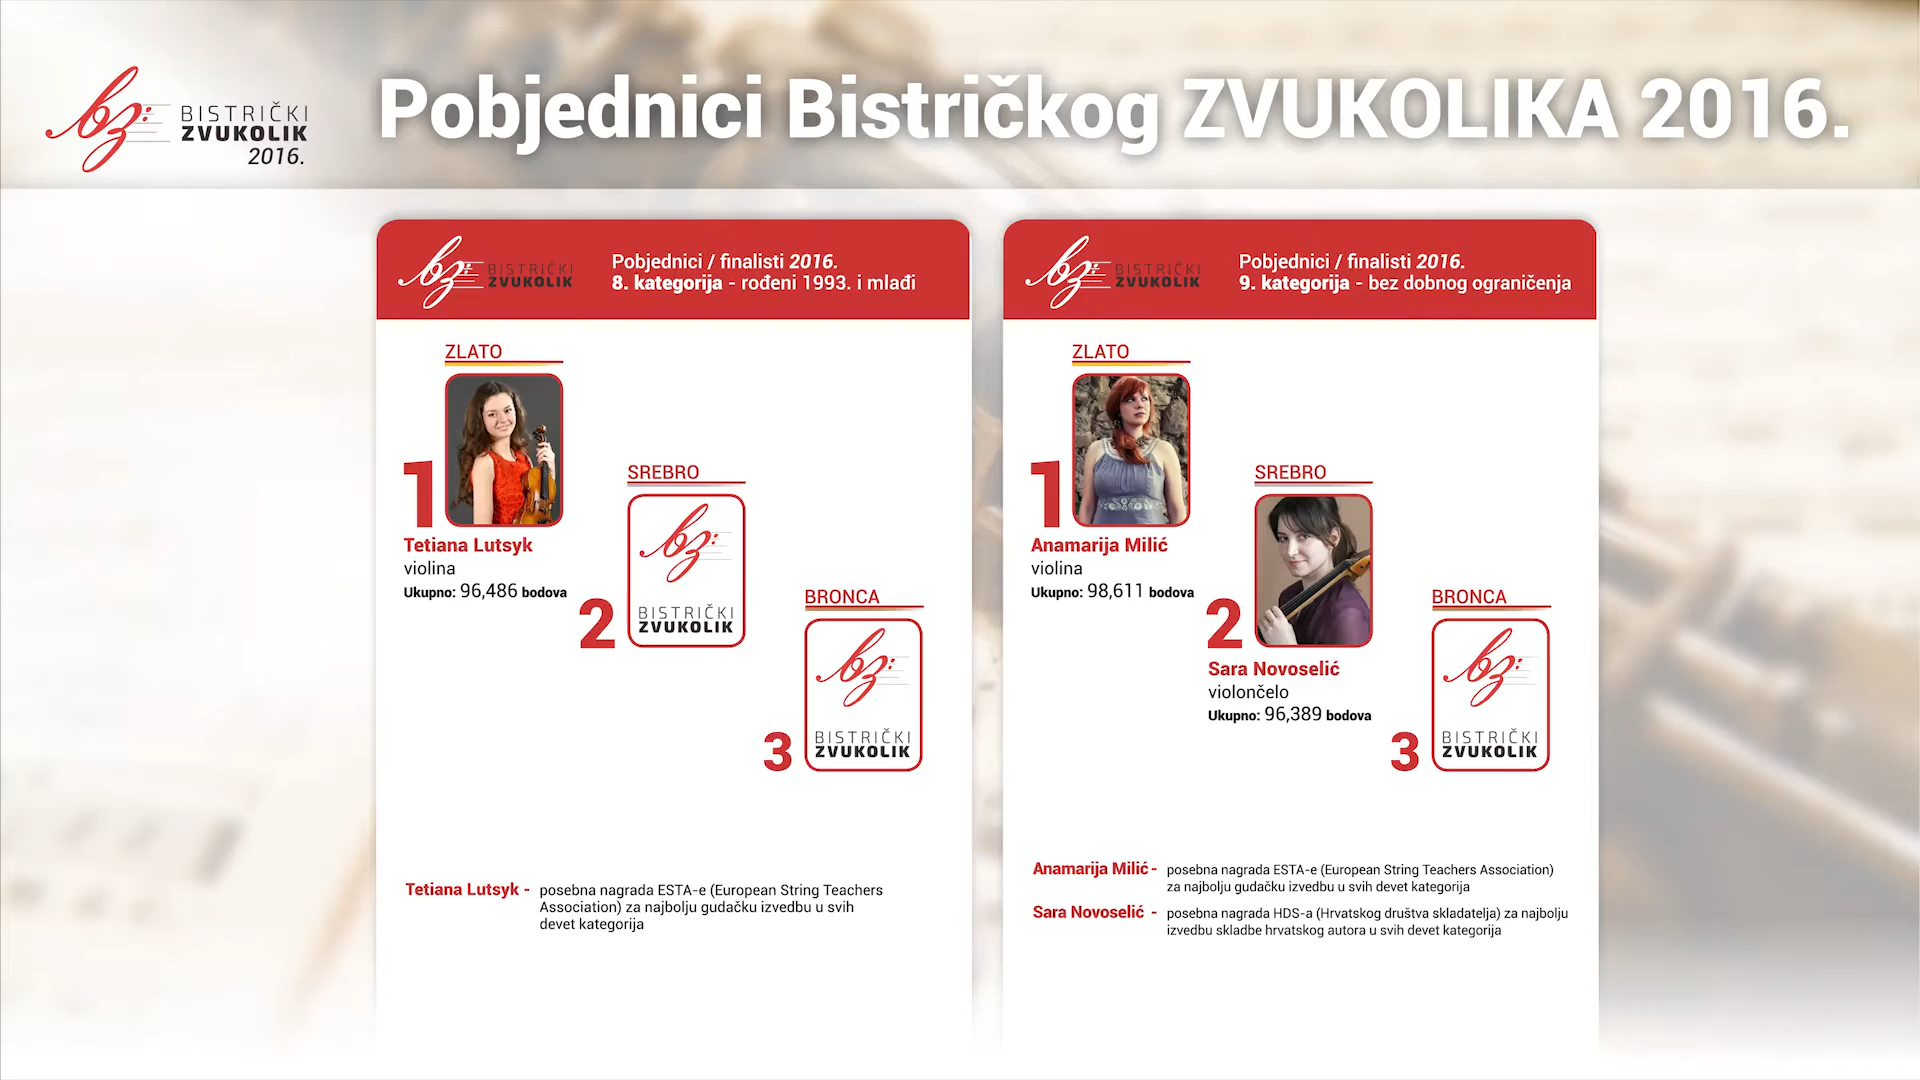 BISTRIČKI
ZVUKOLIK
2016.
Pobjednici Bistričkog ZVUKOLIKA 2016.
BISTRIČKI
ZVUKOLIK
Pobjednici / finalisti 2016.
8. kategorija - rođeni 1993. i mlađi
ZLATO
1
Tetiana Lutsyk
violina
Ukupno: 96,486 bodova
SREBRO
2
BISTRIČKI
ZVUKOLIK
BRONCA
3
BISTRIČKI
ZVUKOLIK
Tetiana Lutsyk - posebna nagrada ESTA-e (European String Teachers
Association) za najbolju gudačku izvedbu u svih
devet kategorija
BISTRIČKI
ZVUKOLIK
Pobjednici / finalisti 2016.
9. kategorija - bez dobnog ograničenja
ZLATO
1
Anamarija Milić
violina
Ukupno: 98,611 bodova
SREBRO
2
Sara Novoselić
violončelo
Ukupno: 96,389 bodova
BRONCA
3
BISTRIČKI
ZVUKOLIK
Anamarija Milić - posebna nagrada ESTA-e (European String Teachers Association)
za najbolju gudačku izvedbu u svih devet kategorija
Sara Novoselić - posebna nagrada HDS-a (Hrvatskog društva skladatelja) za najbolju
izvedbu skladbe hrvatskog autora u svih devet kategorija